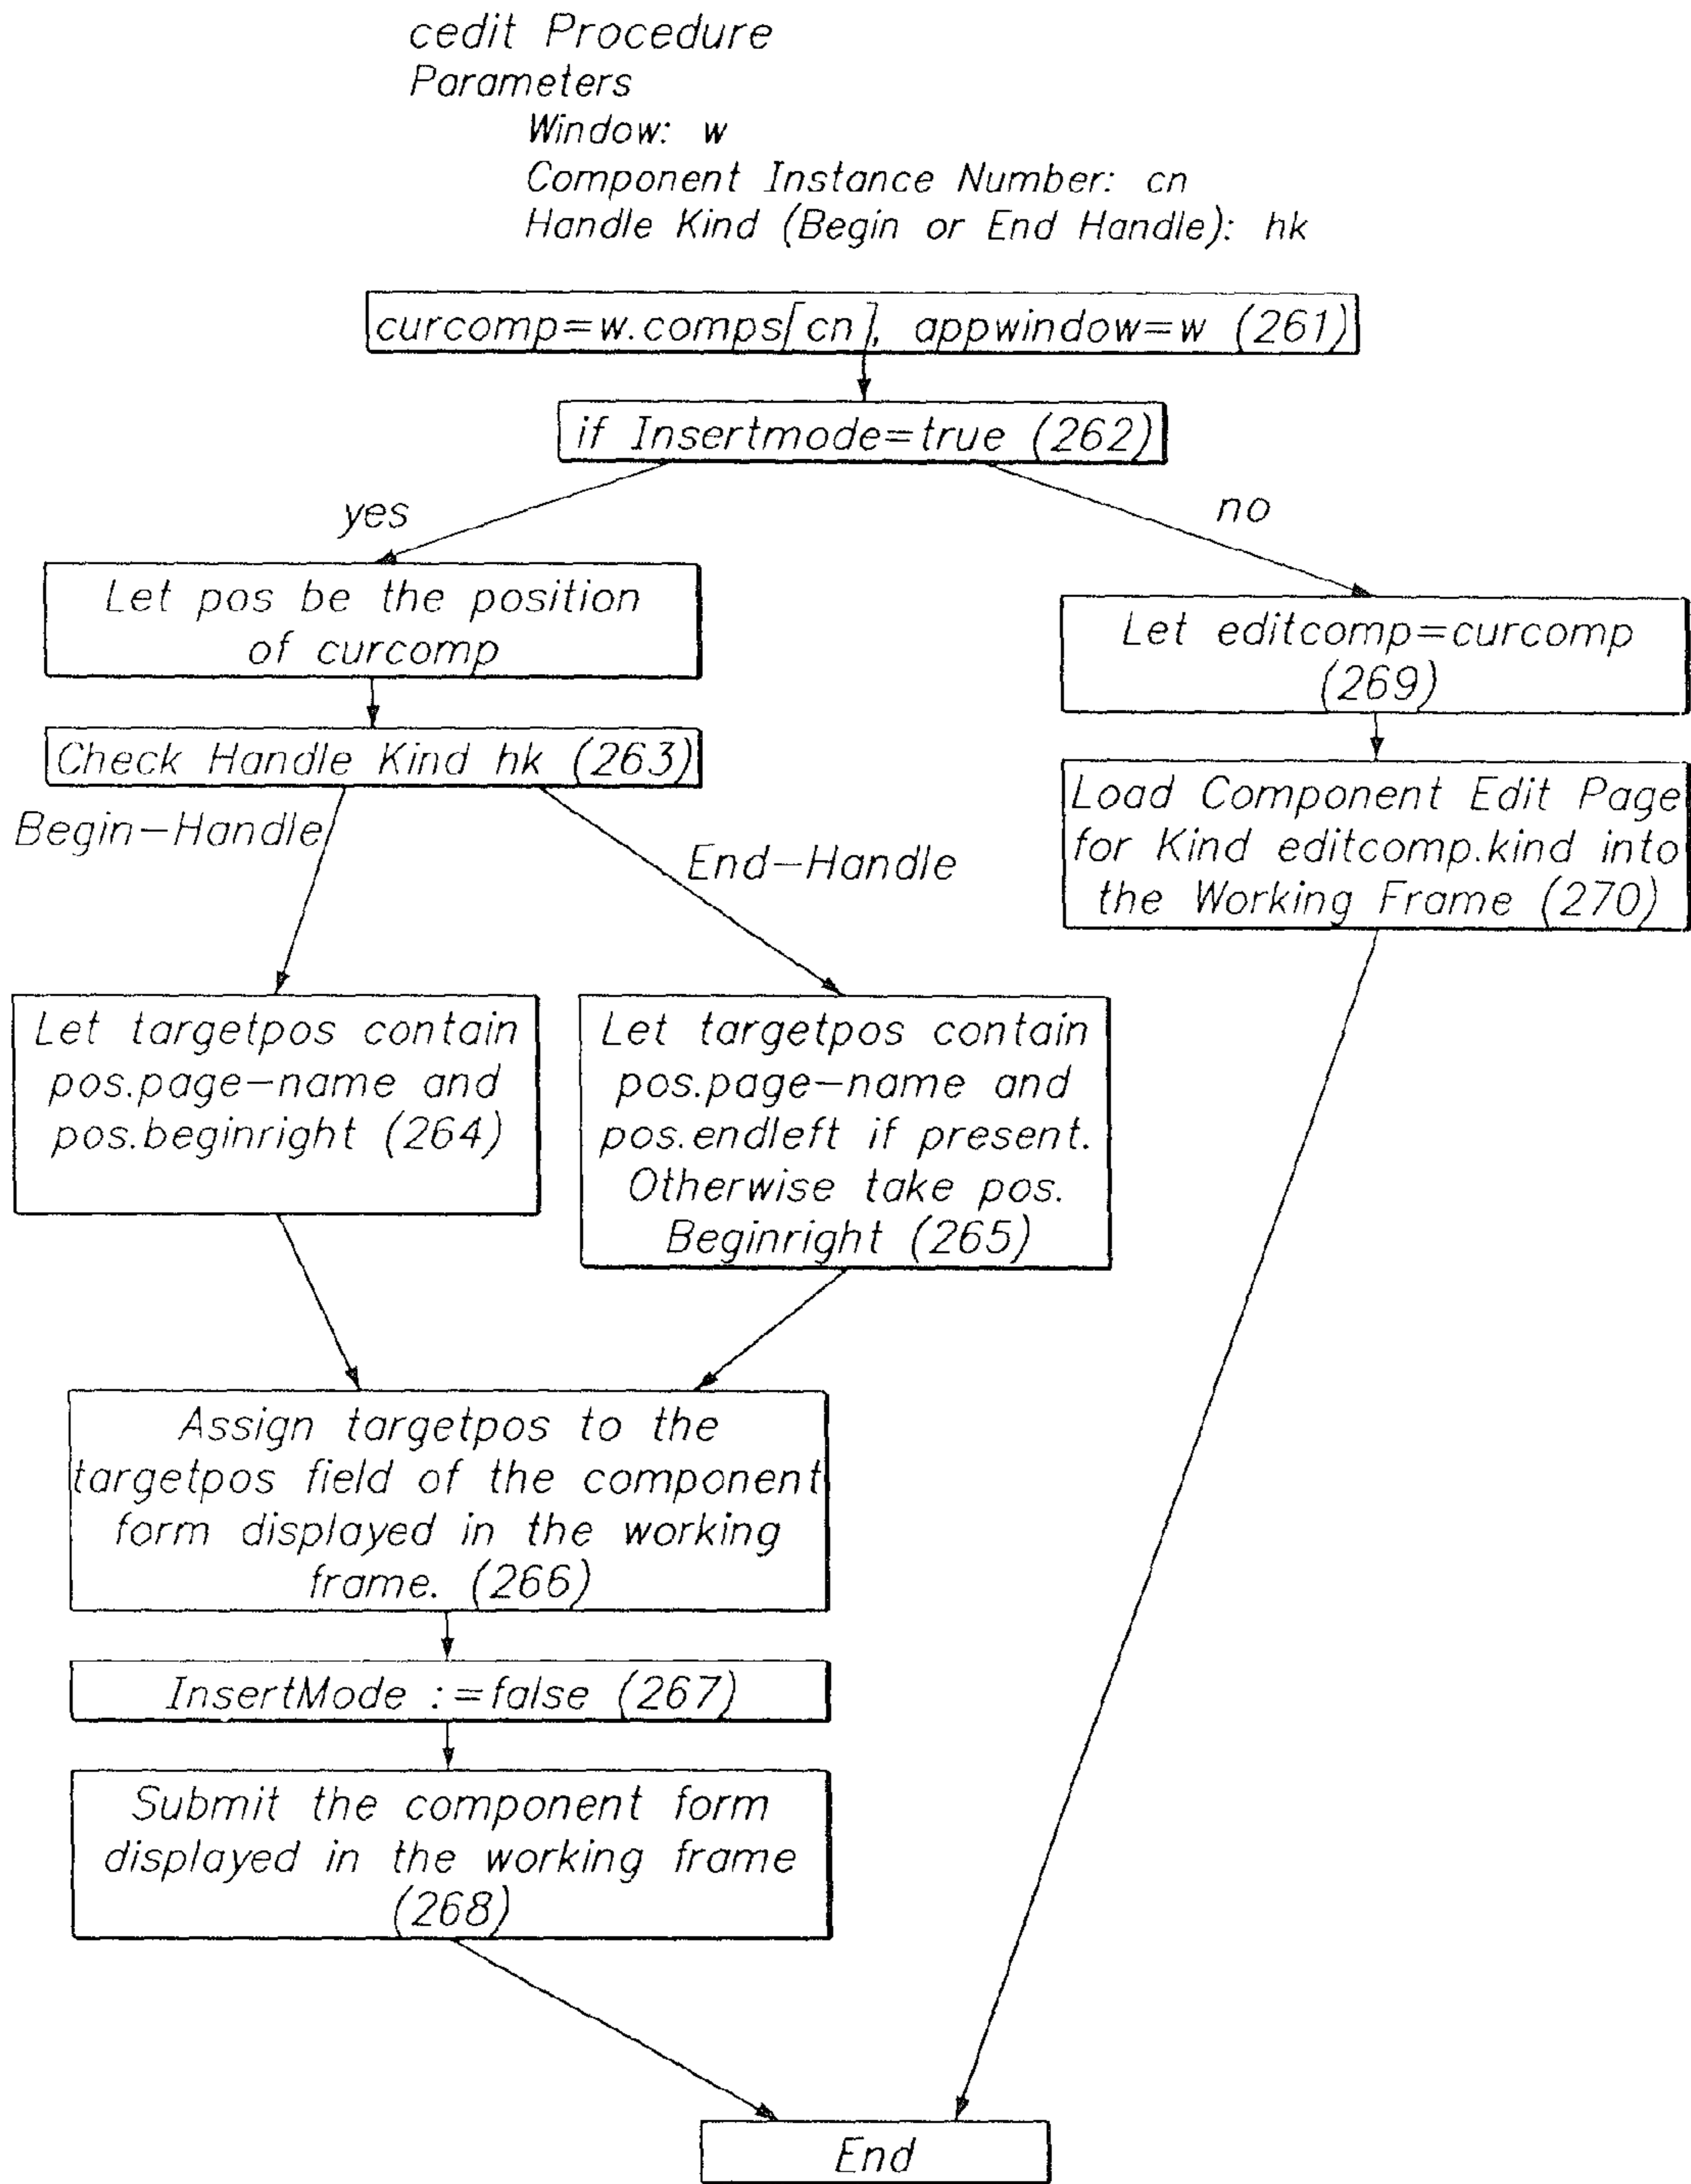 cedit Procedure
Parameters
Window: w
Component Instance Number: cn
Handle Kind (Begin or End Handle): hk
curcomp=w.comps[cn], appwindow=w (261)
if Insertmode=true (262)
yes
no
Let pos be the position
of curcomp
Let editcomp=curcomp
(269)
Check Handle Kind hk (263)
Load Component Edit Page
for Kind editcomp.kind into
the Working Frame (270)
Begin-Handle
End-Handle
Let targetpos contain
pos.page-name and
pos.beginright (264)
Let targetpos contain
pos.page-name and
pos.endleft if present.
Otherwise take pos.
Beginright (265)
Assign targetpos to the
targetpos field of the component
form displayed in the working
frame. (266)
InsertMode :=false (267)
Submit the component form
displayed in the working frame
(268)
End